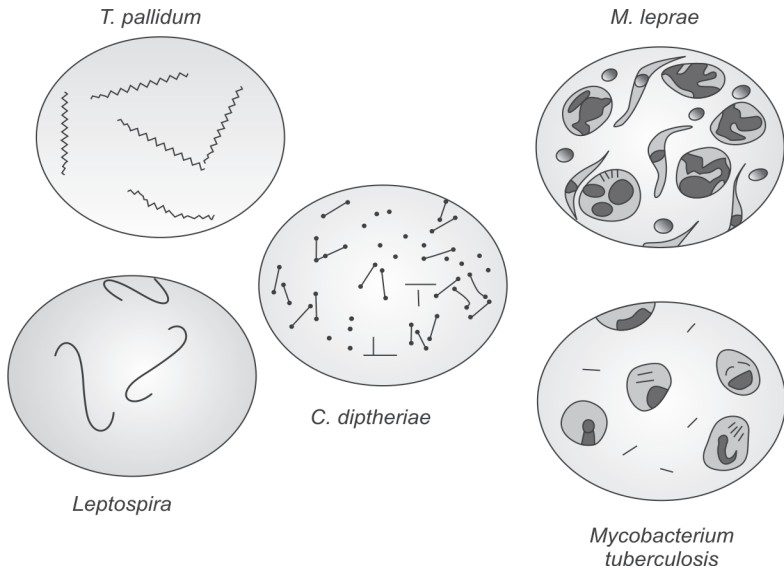 T. pallidum
M. leprae
C. diptheriae
Leptospira
Mycobacterium
tuberculosis